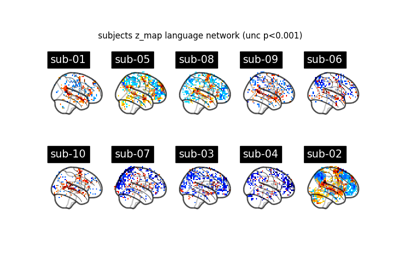 subjects z_map language network (unc p<0.001)
sub-01 sub-05 sub-08 sub-09 sub-06
sub-10 sub-07 sub-03 sub-04 sub-02